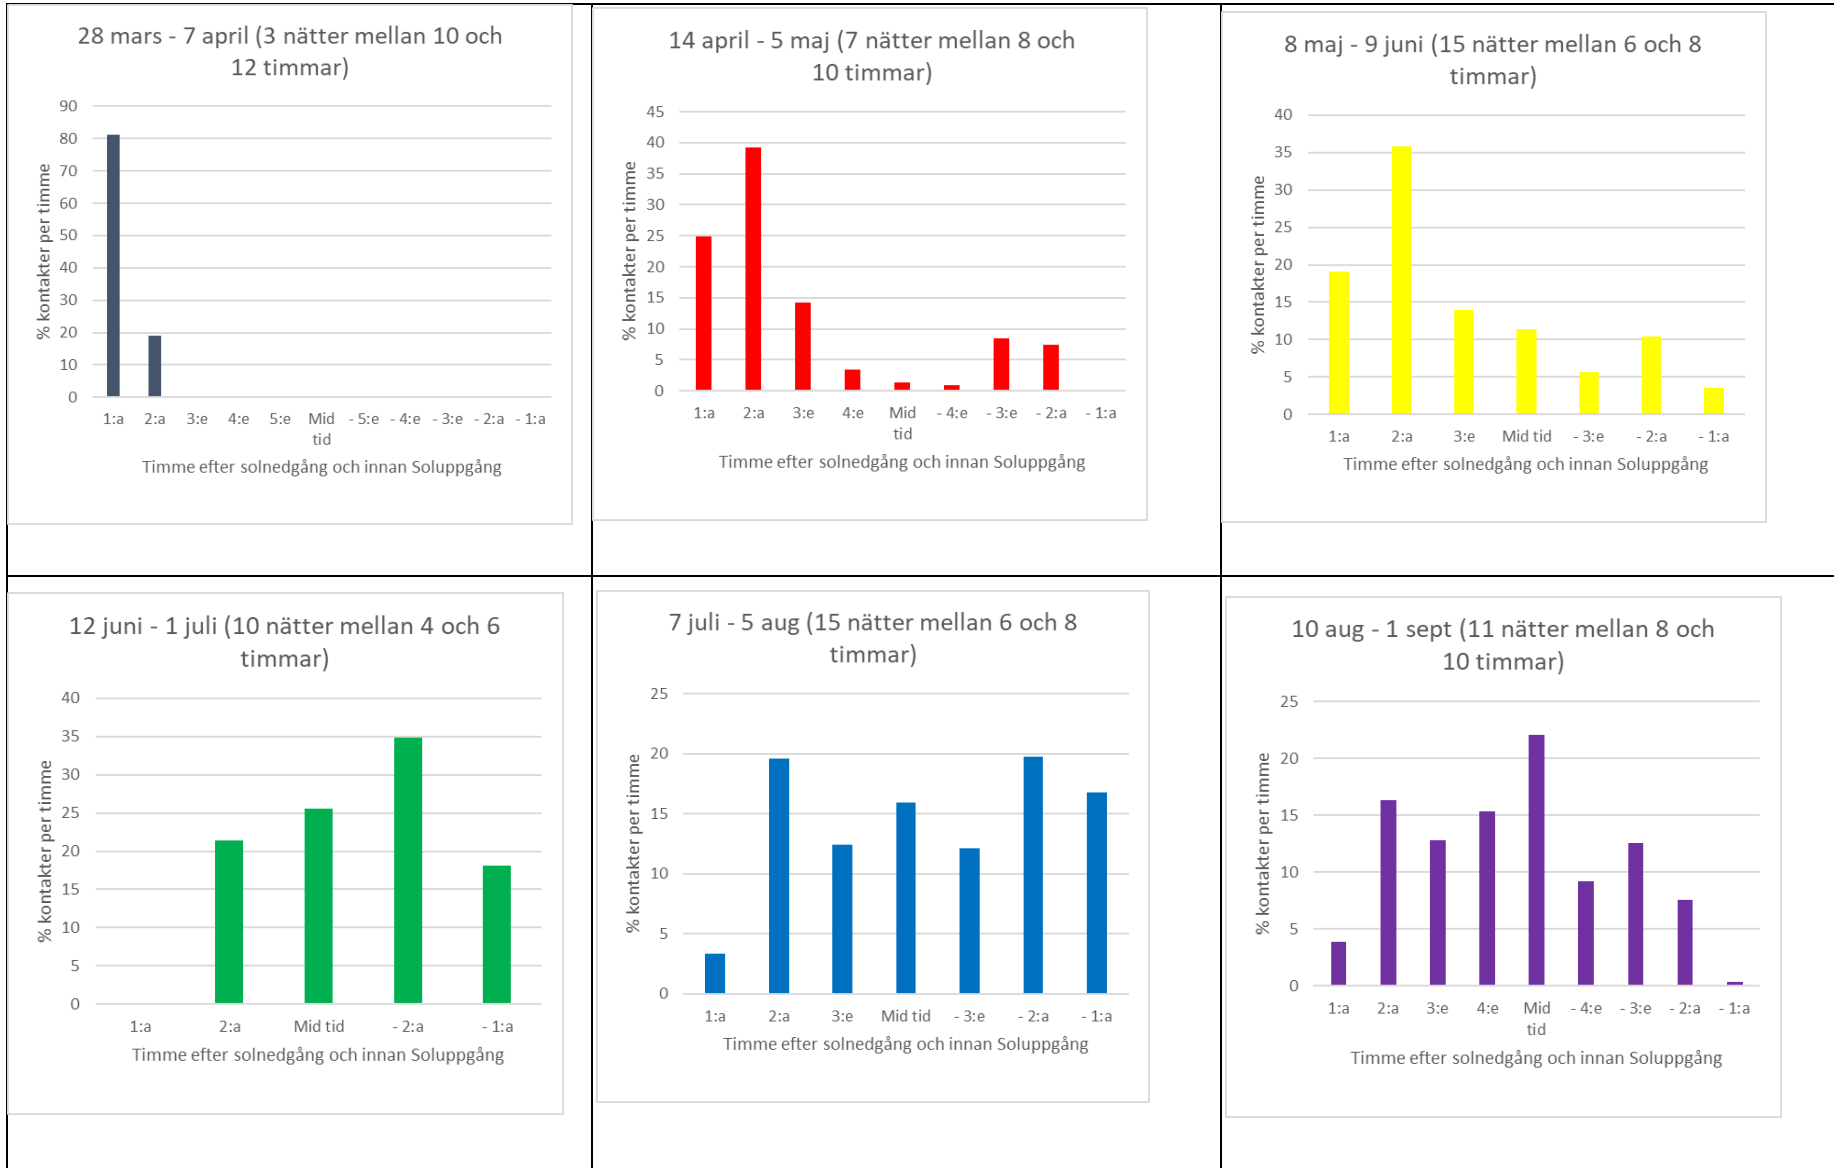 28 mars - 7 april (3 nätter mellan 10 och
12 timmar)
90
80
70
60
50
40
30
20
10
0
% kontakter per timme
1:a 2:a 3:e 4:e 5:e Mid - 5:e - 4:e - 3:e - 2:a - 1:a
tid
Timme efter solnedgång och innan Soluppgång
14 april - 5 maj (7 nätter mellan 8 och
10 timmar)
45
40
35
30
25
20
15
10
5
0
% kontakter per timme
1:a 2:a 3:e 4:e Mid - 4:e - 3:e - 2:a - 1:a
tid
Timme efter solnedgång och innan Soluppgång
8 maj - 9 juni (15 nätter mellan 6 och 8
timmar)
40
35
30
25
20
15
10
5
0
% kontakter per timme
1:a 2:a 3:e Mid tid - 3:e - 2:a - 1:a
Timme efter solnedgång och innan Soluppgång
12 juni - 1 juli (10 nätter mellan 4 och 6
timmar)
40
35
30
25
20
15
10
5
0
% kontakter per timme
1:a 2:a Mid tid - 2:a - 1:a
Timme efter solnedgång och innan Soluppgång
7 juli - 5 aug (15 nätter mellan 6 och 8
timmar)
25
20
15
10
5
0
% kontakter per timme
1:a 2:a 3:e Mid tid - 3:e - 2:a - 1:a
Timme efter solnedgång och innan Soluppgång
10 aug - 1 sept (11 nätter mellan 8 och
10 timmar)
25
20
15
10
5
0
% kontakter per timme
1:a 2:a 3:e 4:e Mid - 4:e - 3:e - 2:a - 1:a
tid
Timme efter solnedgång och innan Soluppgång